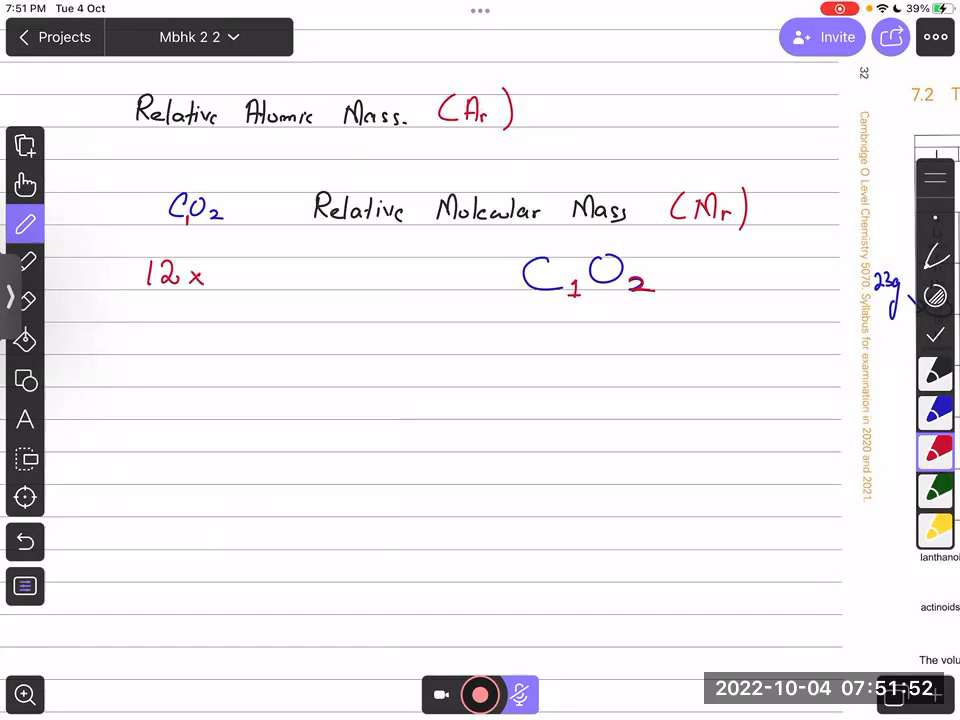 7:51 PM Tue 4 Oct
39%
Projects
Mbhk 2 2
Invite
Relative Atomic Mass. (Ar)
CO2 Relative Molecular Mass (Mr)
1
12 x
C1O2
32
Cambridge O Level Chemistry 5070. Syllabus for examination in 2020 and 2021.
7.2 T
23g
A
lanthanoi
actinoids
The volu
2022-10-04 07:51:52